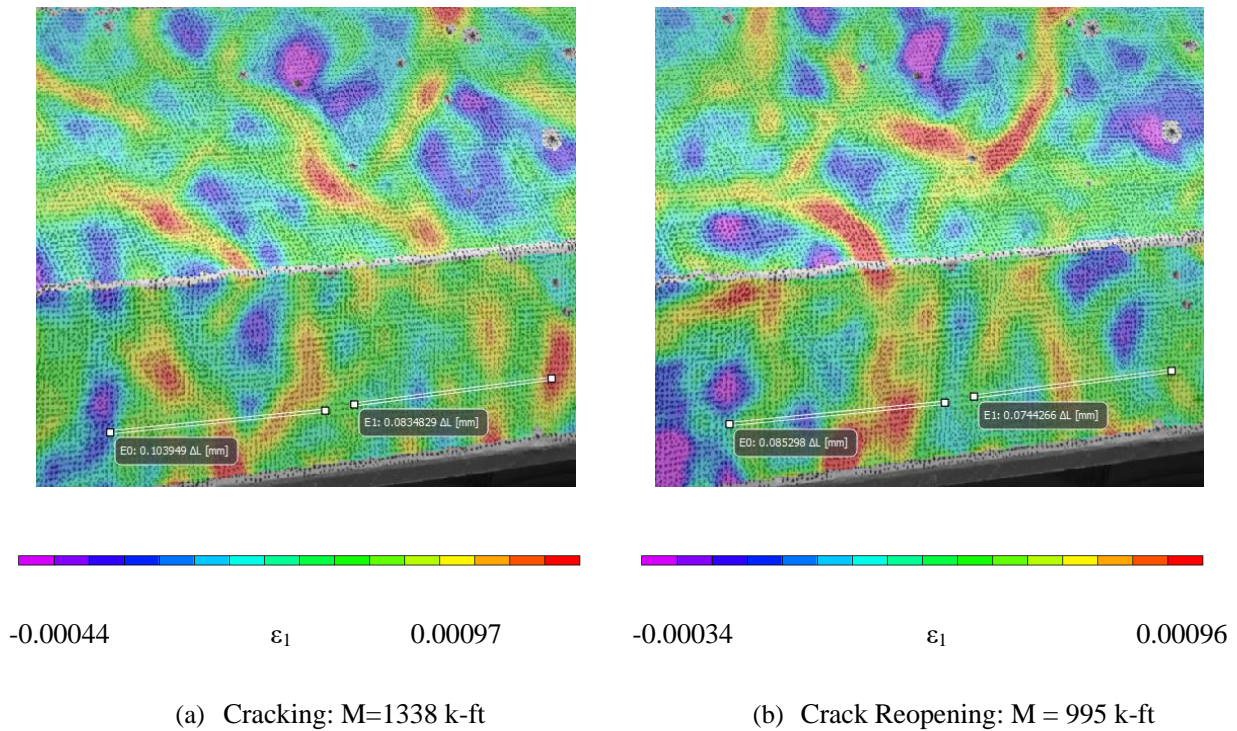 E1: 0.0834829 ΔL [mm]
E0: 0.103949 ΔL [mm]
E1: 0.0744266 ΔL [mm]
E0: 0.085298 ΔL [mm]
-0.00044 ε1 0.00097
-0.00034 ε1 0.00096
(a) Cracking: M=1338 k-ft
(b) Crack Reopening: M = 995 k-ft